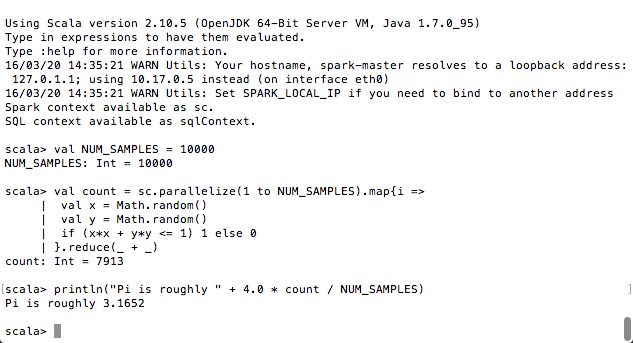 Using Scala version 2.10.5 (OpenJDK 64-Bit Server VM, Java 1.7.0_95)
Type in expressions to have them evaluated.
Type :help for more information.
16/03/20 14:35:21 WARN Utils: Your hostname, spark-master resolves to a loopback address:
 127.0.1.1; using 10.17.0.5 instead (on interface eth0)
16/03/20 14:35:21 WARN Utils: Set SPARK_LOCAL_IP if you need to bind to another address
Spark context available as sc.
SQL context available as sqlContext.

scala> val NUM_SAMPLES = 10000
NUM_SAMPLES: Int = 10000

scala> val count = sc.parallelize(1 to NUM_SAMPLES).map{i =>
     |  val x = Math.random()
     |  val y = Math.random()
     |  if (x*x + y*y <= 1) 1 else 0
     | }.reduce(_ + _)
count: Int = 7913

[scala> println("Pi is roughly " + 4.0 * count / NUM_SAMPLES) ]
Pi is roughly 3.1652

scala>